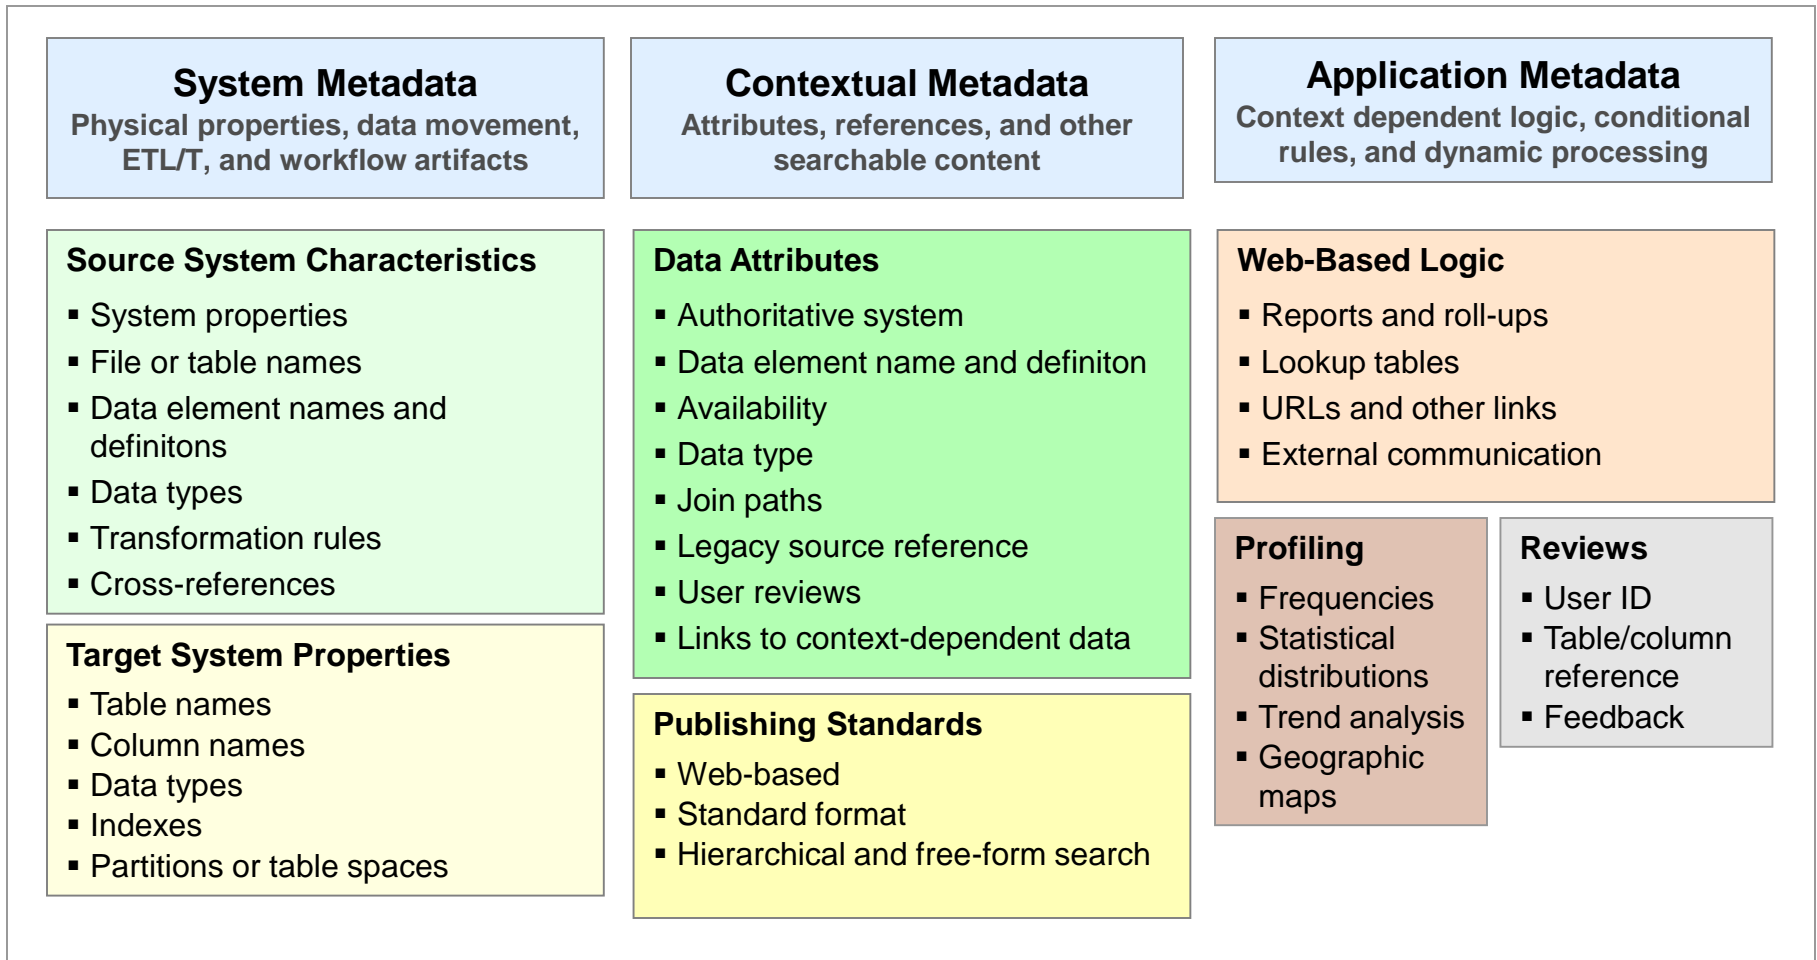 System Metadata
Physical properties, data movement,
ETL/T, and workflow artifacts
Contextual Metadata
Attributes, references, and other
searchable content
Application Metadata
Context dependent logic, conditional
rules, and dynamic processing
Source System Characteristics
▪ System properties
▪ File or table names
▪ Data element names and
definitons
▪ Data types
▪ Transformation rules
▪ Cross-references
Target System Properties
▪ Table names
▪ Column names
▪ Data types
▪ Indexes
▪ Partitions or table spaces
Data Attributes
▪ Authoritative system
▪ Data element name and definiton
▪ Availability
▪ Data type
▪ Join paths
▪ Legacy source reference
▪ User reviews
▪ Links to context-dependent data
Publishing Standards
▪ Web-based
▪ Standard format
▪ Hierarchical and free-form search
Web-Based Logic
▪ Reports and roll-ups
▪ Lookup tables
▪ URLs and other links
▪ External communication
Profiling
▪ Frequencies
▪ Statistical
distributions
▪ Trend analysis
▪ Geographic
maps
Reviews
▪ User ID
▪ Table/column
reference
▪ Feedback